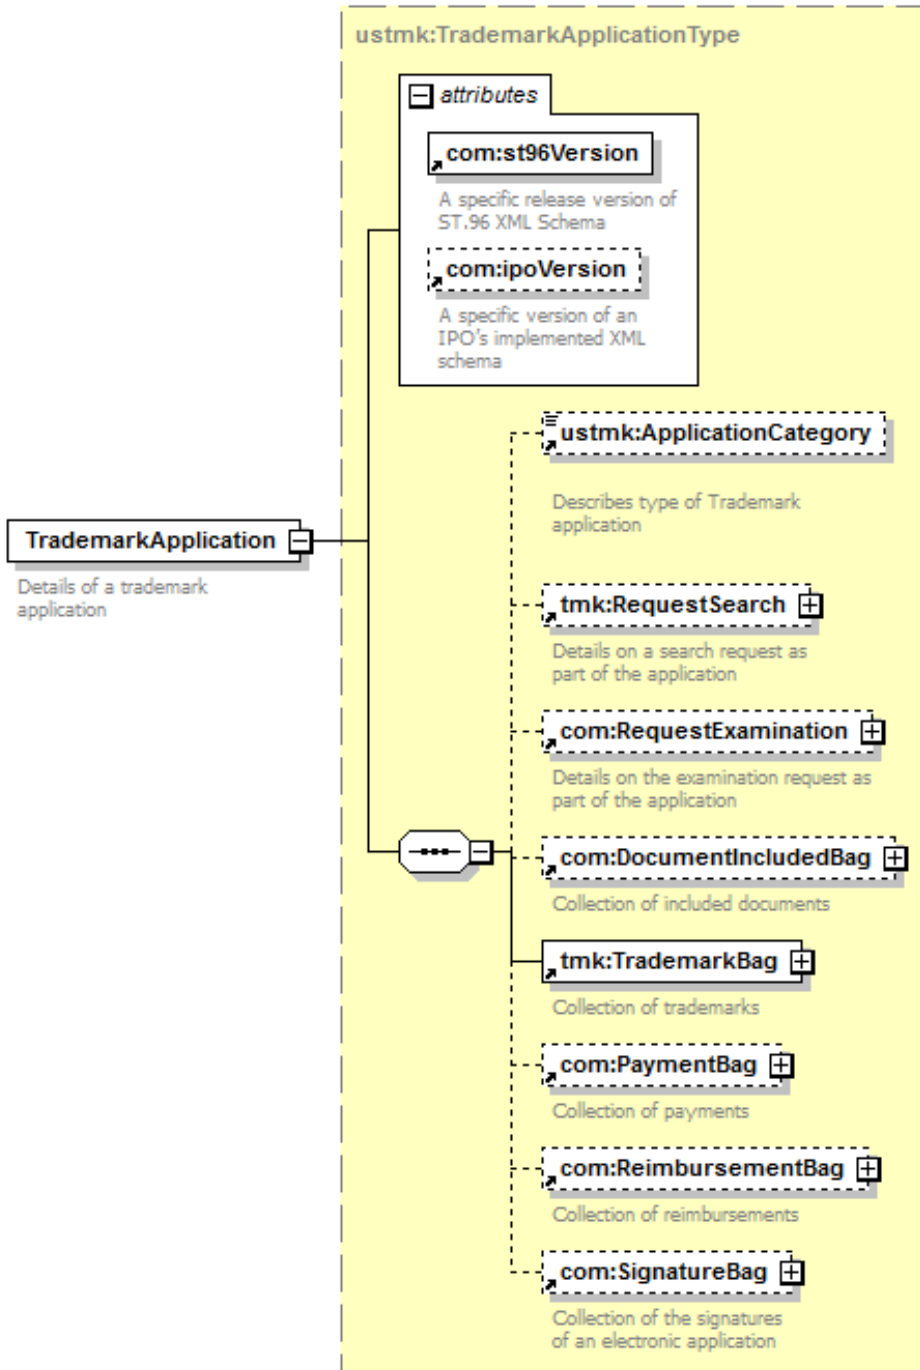 ustmk:TrademarkApplicationType
attributes
com:st96Version
A specific release version of
ST.96 XML Schema
com:ipoVersion
A specific version of an
IPO's implemented XML
schema
ustmk:ApplicationCategory
Describes type of Trademark
application
TrademarkApplication
Details of a trademark
application
tmk:RequestSearch
Details on a search request as
part of the application
com:RequestExamination
Details on the examination request as
part of the application
com:DocumentIncludedBag
Collection of included documents
tmk:TrademarkBag
Collection of trademarks
com:PaymentBag
Collection of payments
com:ReimbursementBag
Collection of reimbursements
com:SignatureBag
Collection of the signatures
of an electronic application